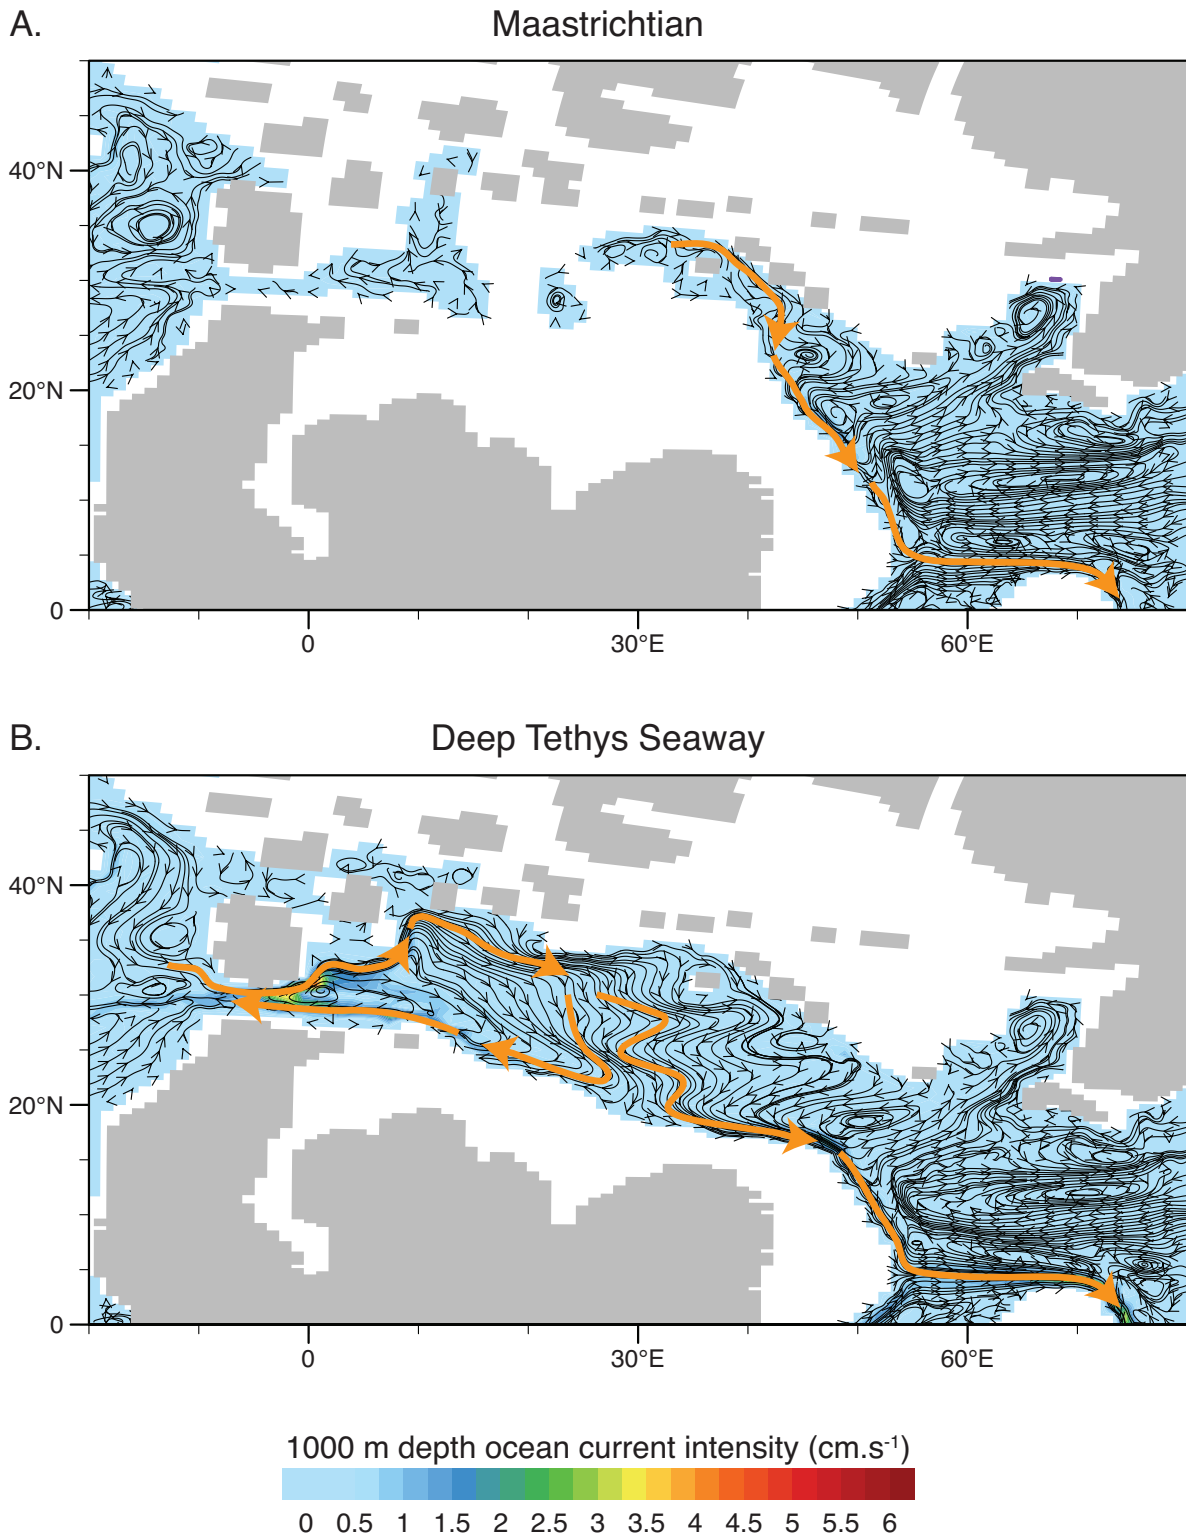 A.
Maastrichtian
40°N
20°N
0
0
30°E
60°E
B.
Deep Tethys Seaway
40°N
20°N
0
0
30°E
60°E
1000 m depth ocean current intensity (cm.s⁻¹)
0 0.5 1 1.5 2 2.5 3 3.5 4 4.5 5 5.5 6